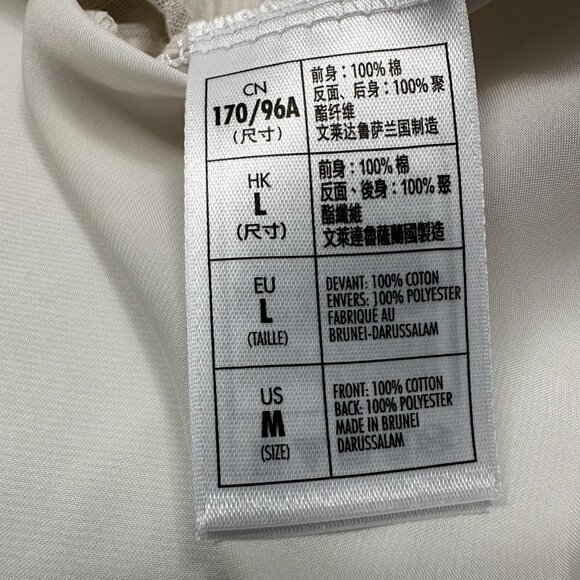 CN
170/96A
(尺寸)
前身：100% 棉
反面、后身：100% 聚
酯纤维
文莱达鲁萨兰国制造
HK
L
(尺寸)
前身：100% 棉
反面、後身：100% 聚
酯纖維
文萊達魯薩蘭國製造
EU
L
(TAILLE)
DEVANT: 100% COTON
ENVERS: 100% POLYESTER
FABRIQUÉ AU
BRUNEI-DARUSSALAM
US
M
(SIZE)
FRONT: 100% COTTON
BACK: 100% POLYESTER
MADE IN BRUNEI
DARUSSALAM